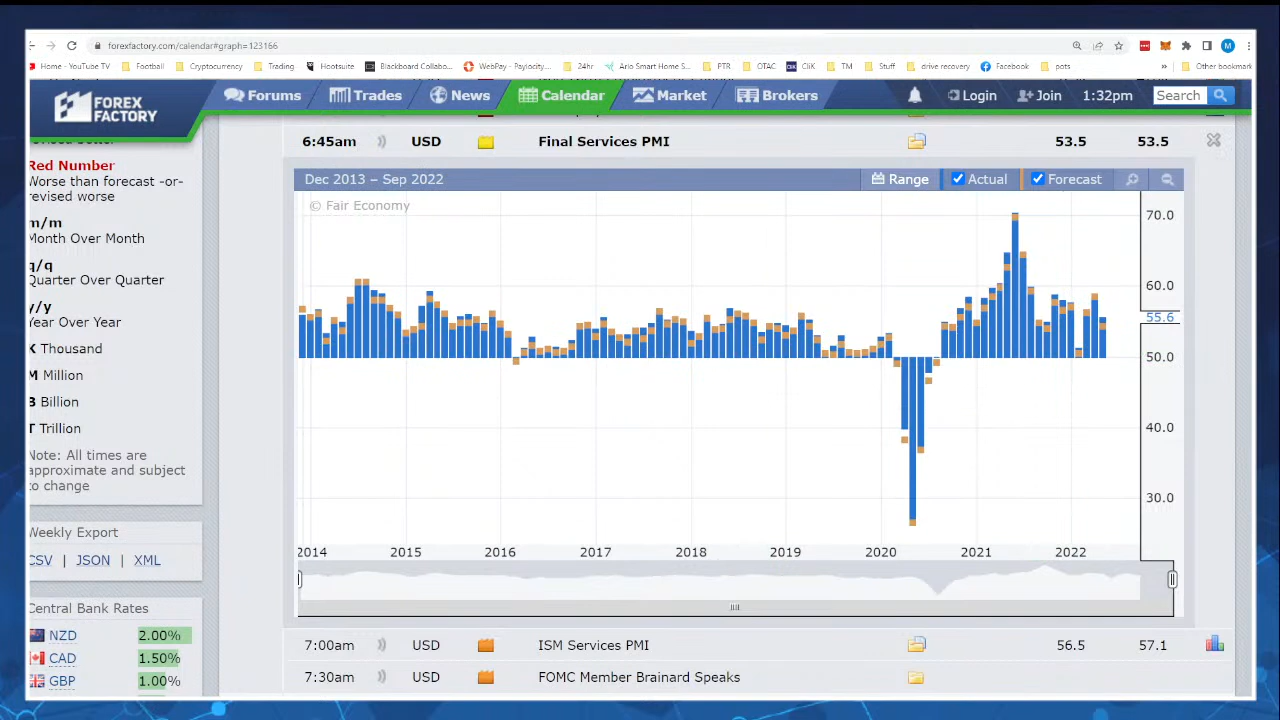 forexfactory.com/calendar#graph=123166
Home - YouTube TV Football Cryptocurrency Trading Hootsuite Blackboard Collabo... WebPay - Paylocity... 24hr Arlo Smart Home S... PTR OTAC CliK TM Stuff drive recovery Facebook pots » Other bookmark
FOREX FACTORY Forums Trades News Calendar Market Brokers Login Join 1:32pm Search
6:45am USD Final Services PMI 53.5 53.5
Red Number
Worse than forecast -or-
revised worse
m/m
Month Over Month
q/q
Quarter Over Quarter
y/y
Year Over Year
K Thousand
M Million
B Billion
T Trillion
Note: All times are
approximate and subject
to change
Weekly Export
CSV | JSON | XML
Central Bank Rates
NZD 2.00%
CAD 1.50%
GBP 1.00%
Dec 2013 – Sep 2022 Range Actual Forecast
© Fair Economy
70.0
60.0
55.6
50.0
40.0
30.0
2014 2015 2016 2017 2018 2019 2020 2021 2022
7:00am USD ISM Services PMI 56.5 57.1
7:30am USD FOMC Member Brainard Speaks